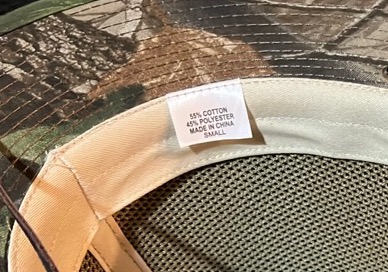 55% COTTON
45% POLYESTER
MADE IN CHINA
SMALL